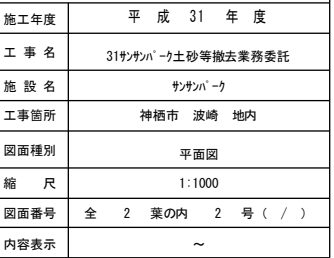 施工年度 平 成 31 年 度
工 事 名 31ｻﾝｻﾝﾊﾟｰｸ土砂等撤去業務委託
施 設 名 ｻﾝｻﾝﾊﾟｰｸ
工事箇所 神栖市 波崎 地内
図面種別 平面図
縮 尺 1:1000
図面番号 全 2 葉の内 2 号 ( / )
内容表示 ～